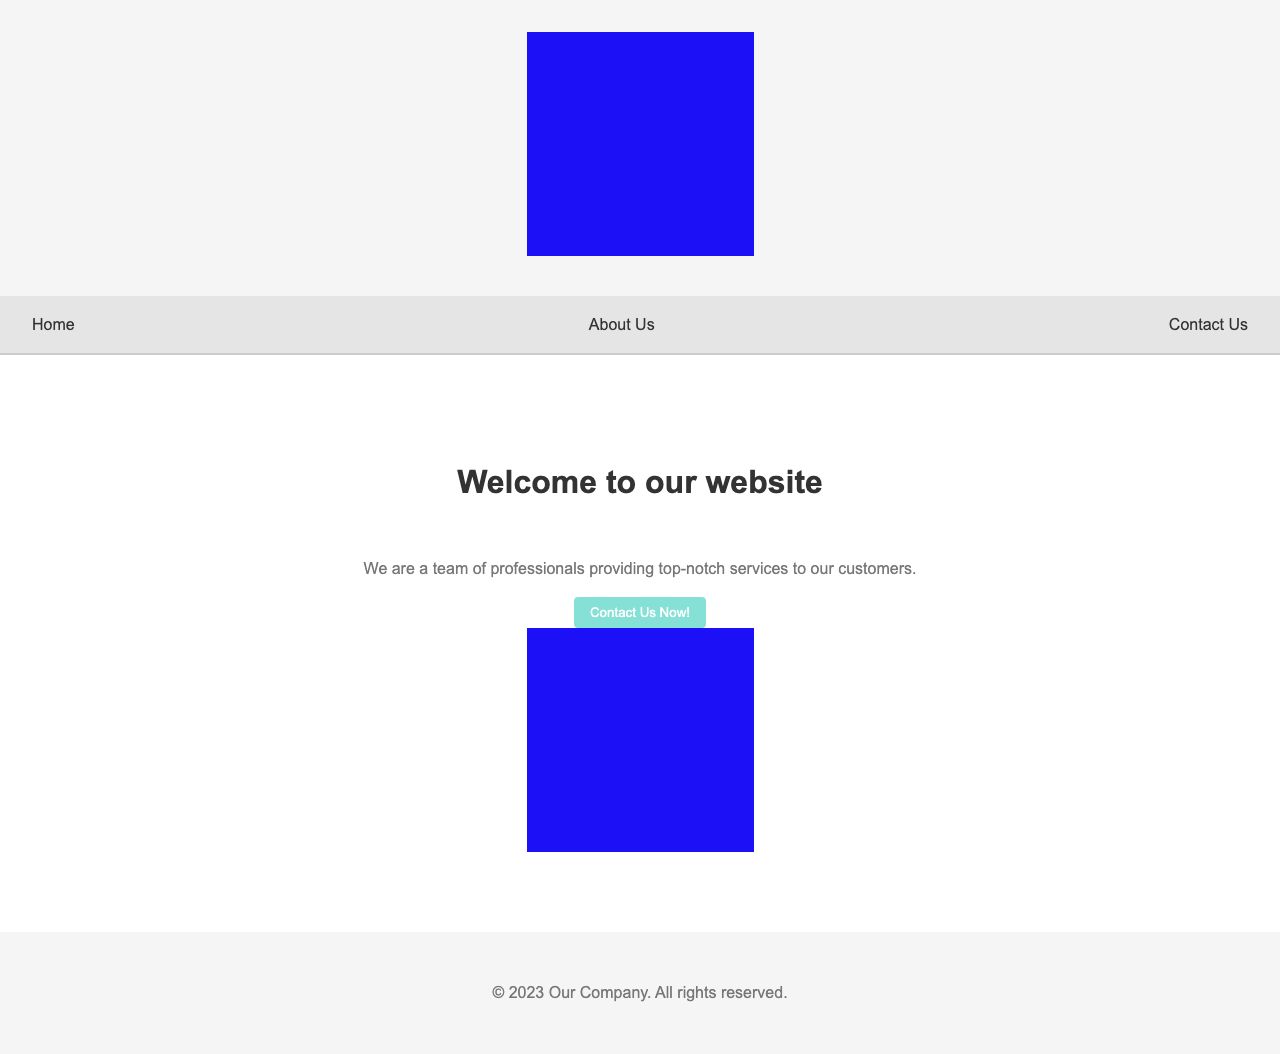 Home About Us Contact Us
Welcome to our website
We are a team of professionals providing top-notch services to our customers.
Contact Us Now!
© 2023 Our Company. All rights reserved.